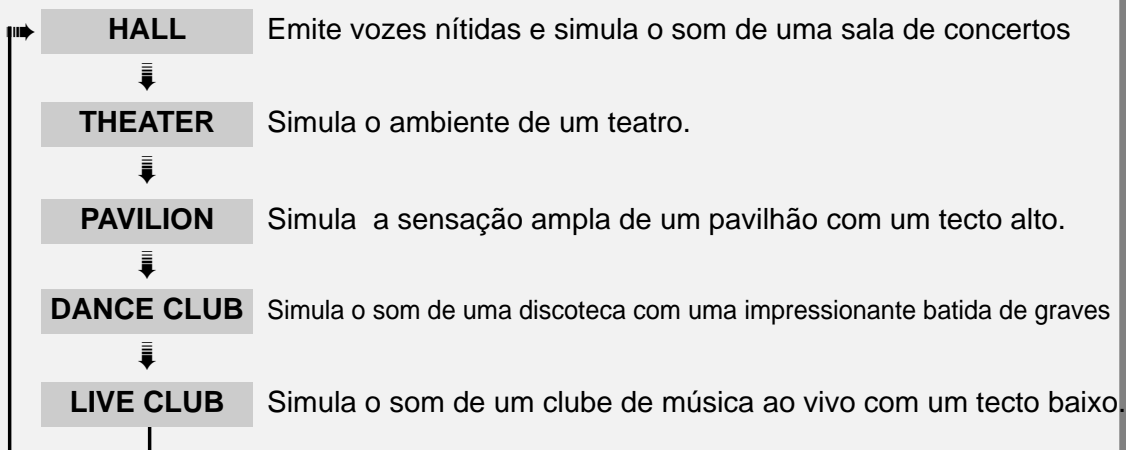 HALL Emite vozes nítidas e simula o som de uma sala de concertos
THEATER Simula o ambiente de um teatro.
PAVILION Simula a sensação ampla de um pavilhão com um tecto alto.
DANCE CLUB Simula o som de uma discoteca com uma impressionante batida de graves
LIVE CLUB Simula o som de um clube de música ao vivo com um tecto baixo.